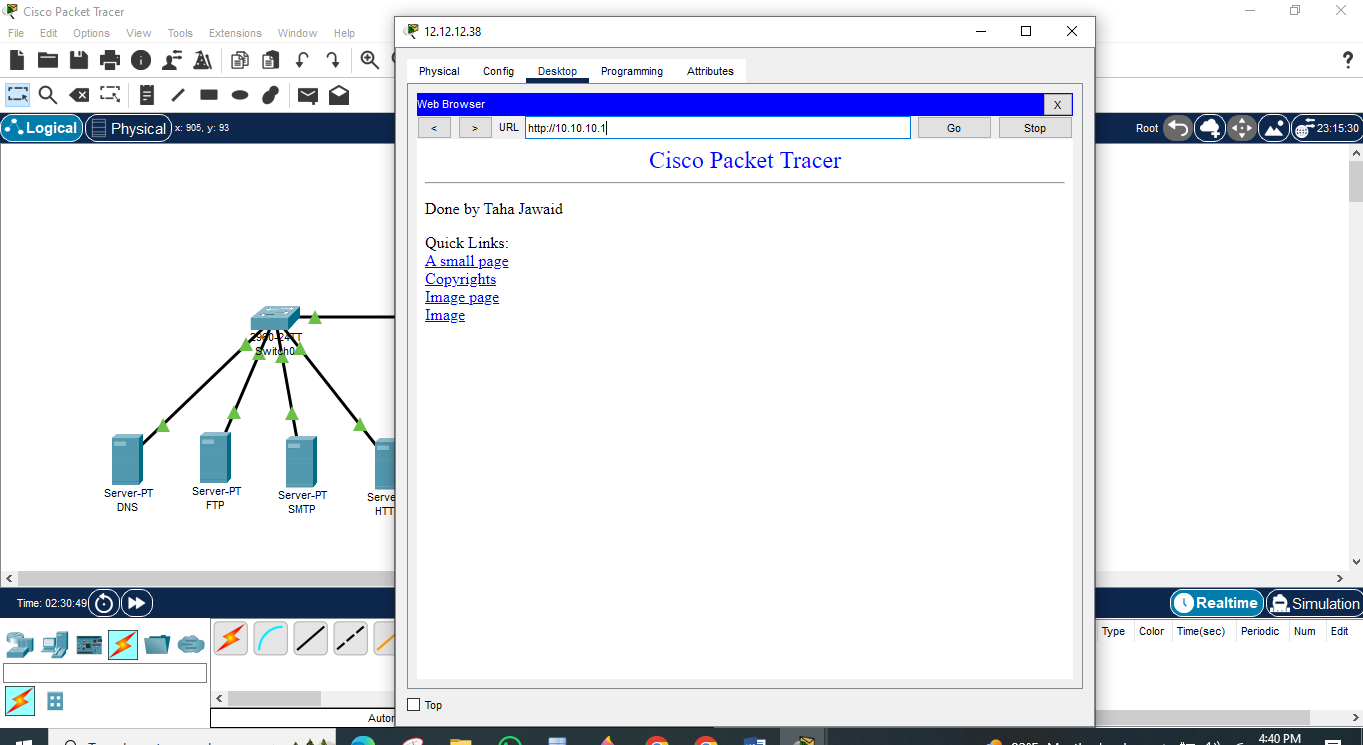 Cisco Packet Tracer
File Edit Options View Tools Extensions Window Help
?
Logical Physical x: 905, y: 93
Root 23:15:30
2960-24TT
Switch0
Server-PT
DNS
Server-PT
FTP
Server-PT
SMTP
Serve
HTT
12.12.12.38
Physical Config Desktop Programming Attributes
Web Browser X
< > URL http://10.10.10.1 Go Stop
Cisco Packet Tracer
Done by Taha Jawaid
Quick Links:
A small page
Copyrights
Image page
Image
Top
Time: 02:30:49
Realtime Simulation
Type Color Time(sec) Periodic Num Edit
Autor
4:40 PM